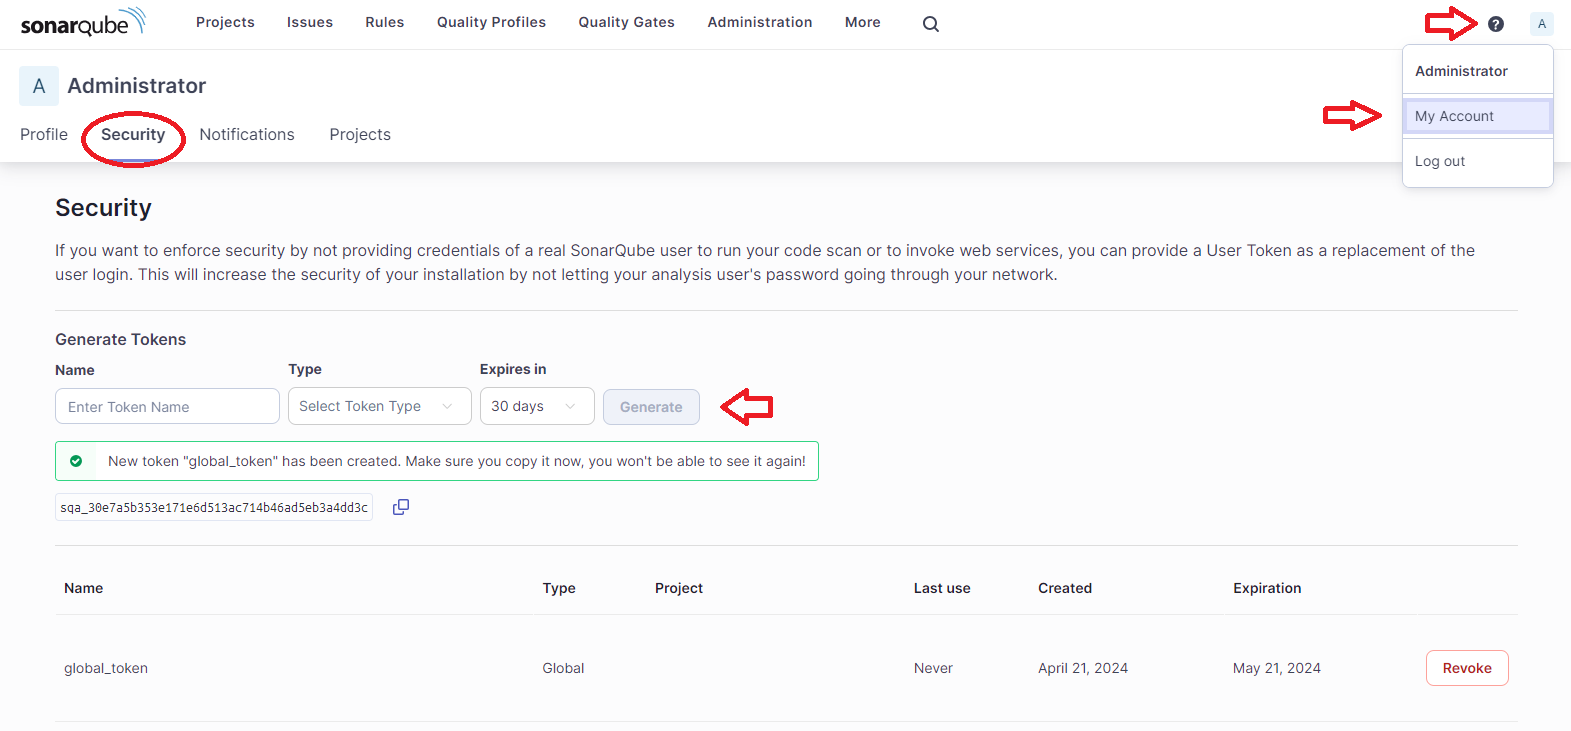 sonarqube Projects Issues Rules Quality Profiles Quality Gates Administration More ? A
A Administrator
Profile Security Notifications Projects
Administrator
My Account
Log out
Security
If you want to enforce security by not providing credentials of a real SonarQube user to run your code scan or to invoke web services, you can provide a User Token as a replacement of the
user login. This will increase the security of your installation by not letting your analysis user's password going through your network.
Generate Tokens
Name Type Expires in
Enter Token Name Select Token Type 30 days Generate
New token "global_token" has been created. Make sure you copy it now, you won't be able to see it again!
sqa_30e7a5b353e171e6d513ac714b46ad5eb3a4dd3c
Name Type Project Last use Created Expiration
global_token Global Never April 21, 2024 May 21, 2024 Revoke